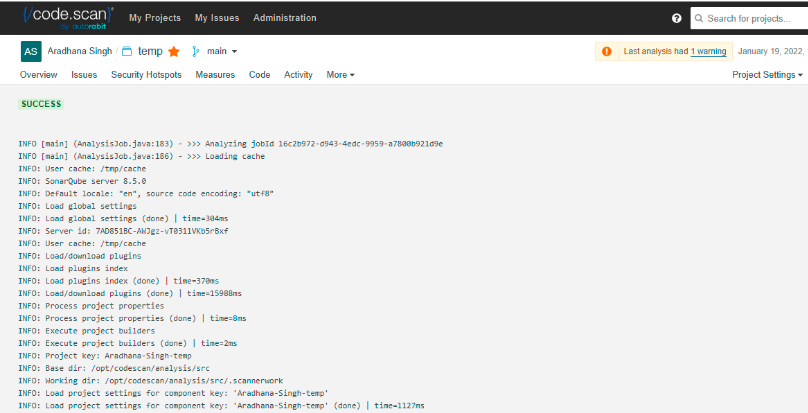 {/code.scan}*
by autorabit
My Projects My Issues Administration
? Search for projects...
AS Aradhana Singh / temp main
Last analysis had 1 warning January 19, 2022,
Overview Issues Security Hotspots Measures Code Activity More Project Settings
SUCCESS
INFO [main] (AnalysisJob.java:183) - >>> Analyzing jobId 16c2b972-d943-4edc-9959-a7800b921d9e
INFO [main] (AnalysisJob.java:186) - >>> Loading cache
INFO: User cache: /tmp/cache
INFO: SonarQube server 8.5.0
INFO: Default locale: "en", source code encoding: "utf8"
INFO: Load global settings
INFO: Load global settings (done) | time=304ms
INFO: Server id: 7AD851BC-AWJgz-vT0311VKb5rBxf
INFO: User cache: /tmp/cache
INFO: Load/download plugins
INFO: Load plugins index
INFO: Load plugins index (done) | time=370ms
INFO: Load/download plugins (done) | time=15988ms
INFO: Process project properties
INFO: Process project properties (done) | time=8ms
INFO: Execute project builders
INFO: Execute project builders (done) | time=2ms
INFO: Project key: Aradhana-Singh-temp
INFO: Base dir: /opt/codescan/analysis/src
INFO: Working dir: /opt/codescan/analysis/src/.scannerwork
INFO: Load project settings for component key: 'Aradhana-Singh-temp'
INFO: Load project settings for component key: 'Aradhana-Singh-temp' (done) | time=1127ms